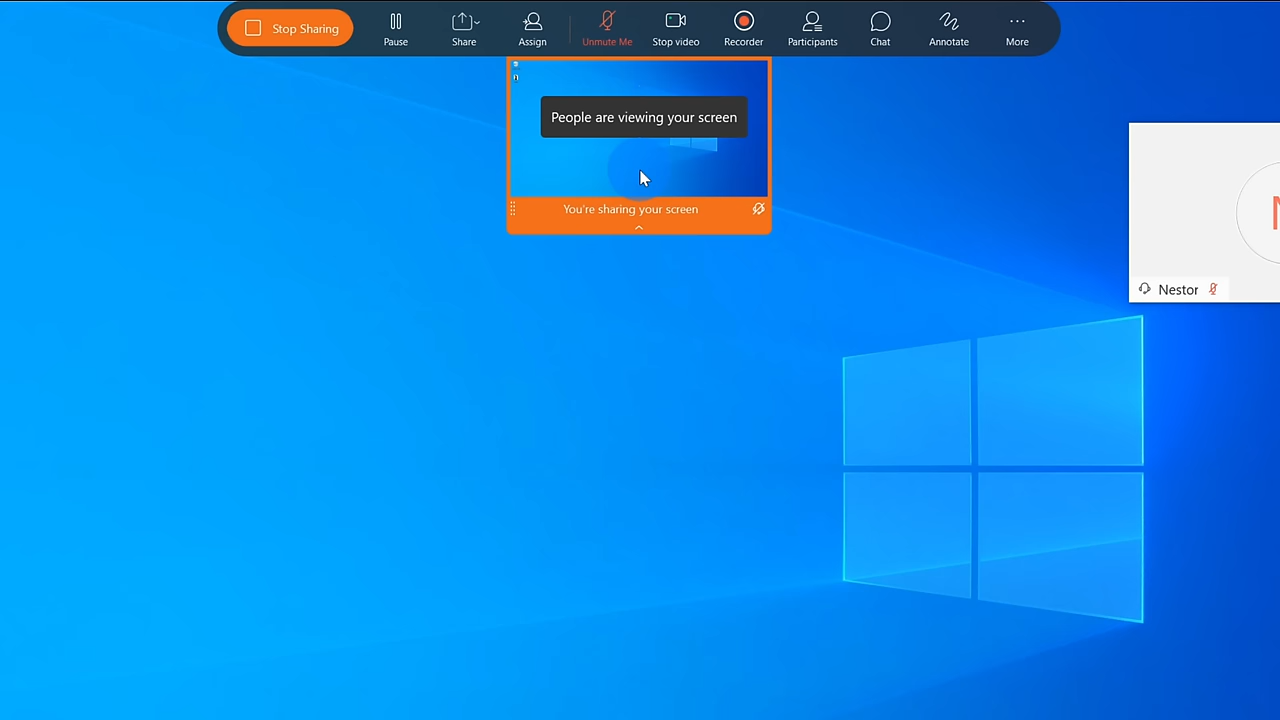 Stop Sharing
Pause
Share
Assign
Unmute Me
Stop video
Recorder
Participants
Chat
Annotate
More
People are viewing your screen
You're sharing your screen
N
Nestor